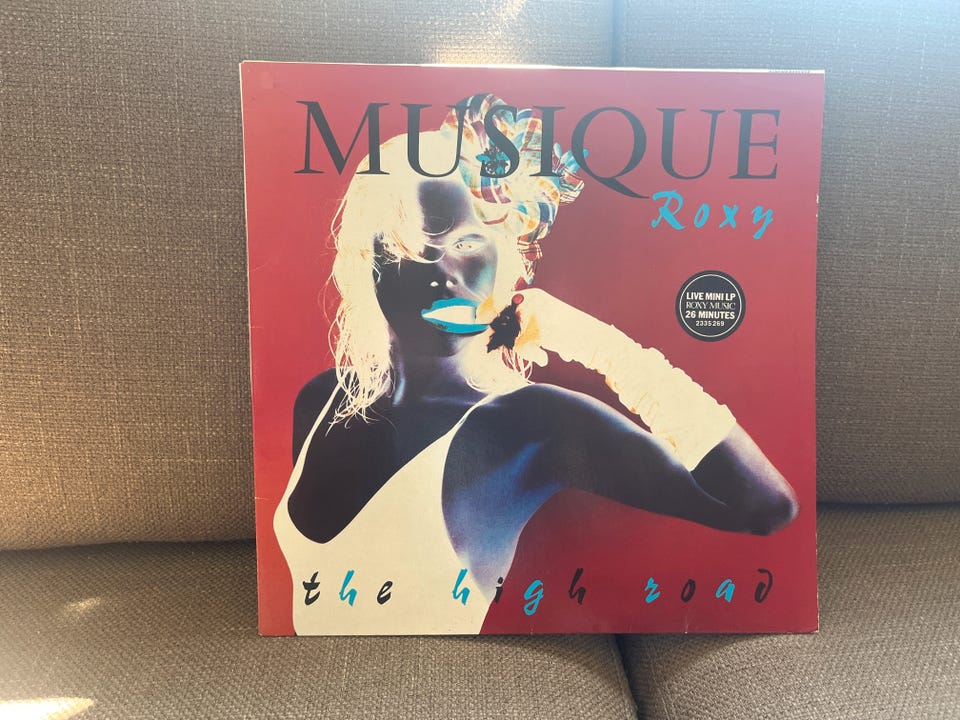 MUSIQUE
Roxy
LIVE MINI LP
ROXY MUSIC
26 MINUTES
2335 269
the high road